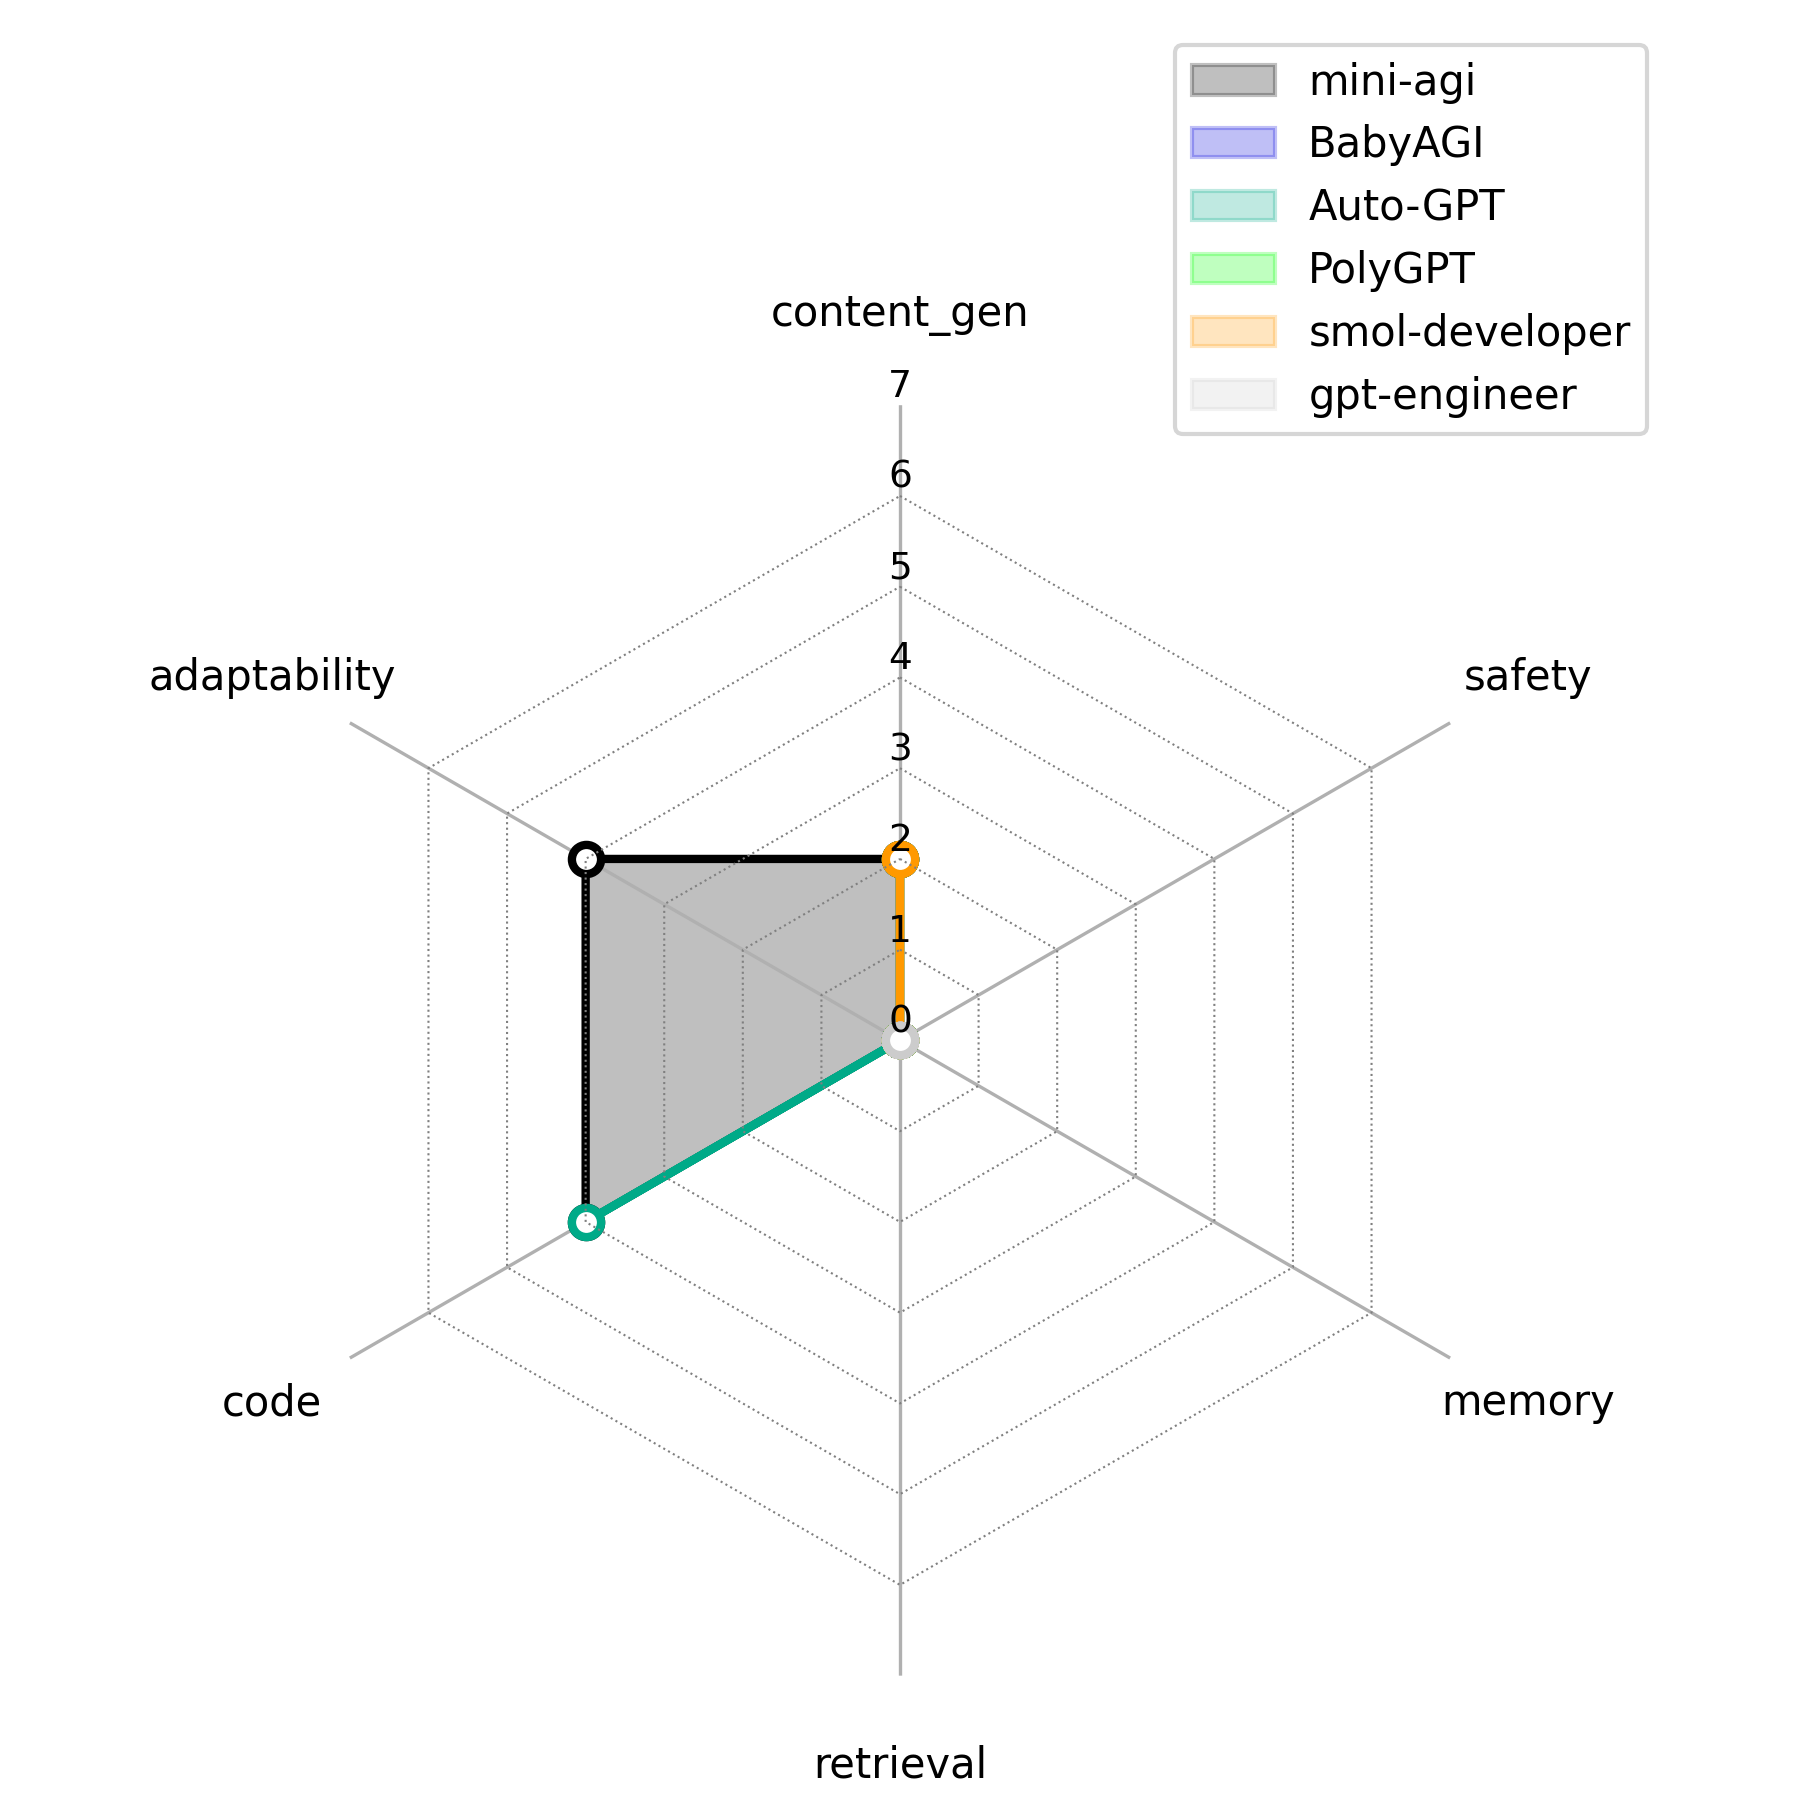 mini-agi
BabyAGI
Auto-GPT
PolyGPT
smol-developer
gpt-engineer
content_gen
7
6
5
4
adaptability
safety
3
2
1
0
code
memory
retrieval